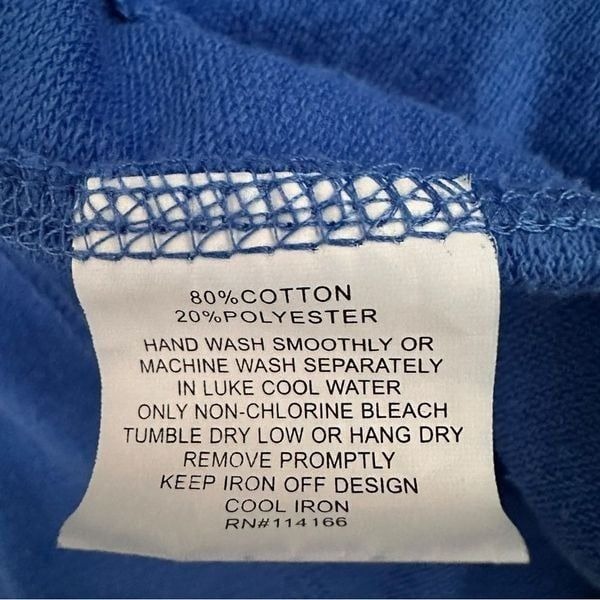 80%COTTON
20%POLYESTER
HAND WASH SMOOTHLY OR
MACHINE WASH SEPARATELY
IN LUKE COOL WATER
ONLY NON-CHLORINE BLEACH
TUMBLE DRY LOW OR HANG DRY
REMOVE PROMPTLY
KEEP IRON OFF DESIGN
COOL IRON
RN#114166